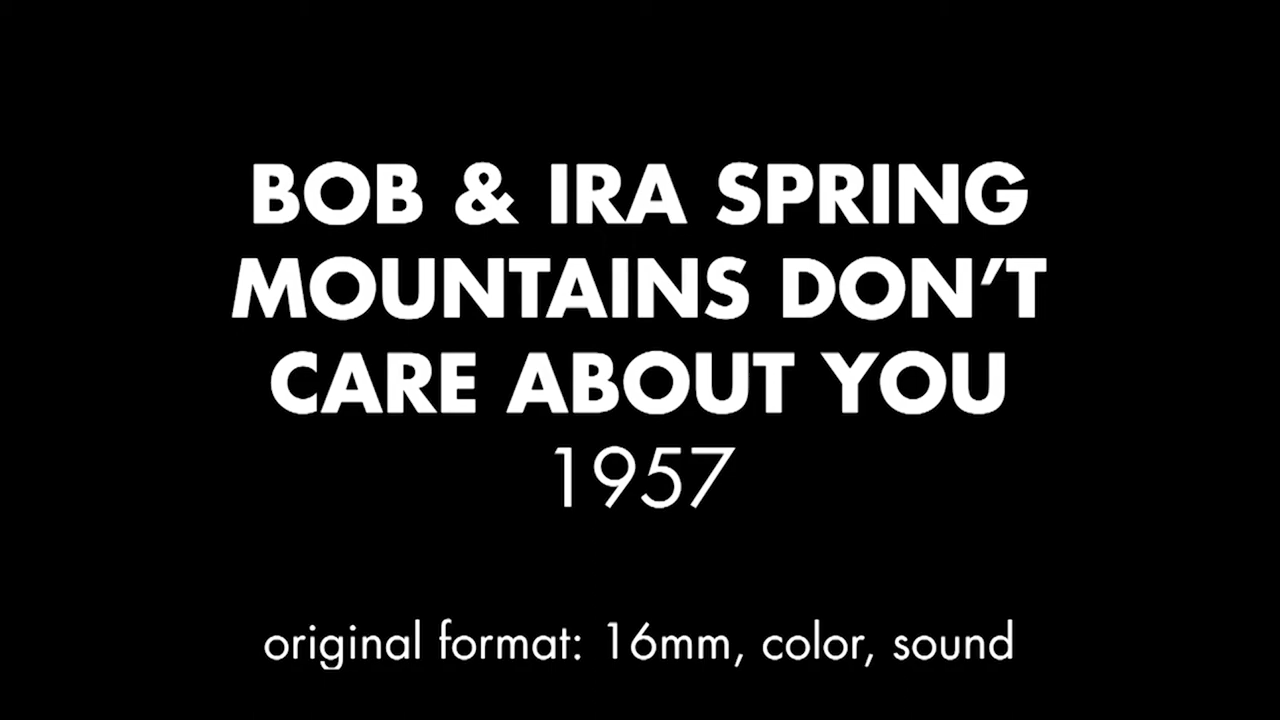 BOB & IRA SPRING
MOUNTAINS DON’T
CARE ABOUT YOU
1957
original format: 16mm, color, sound